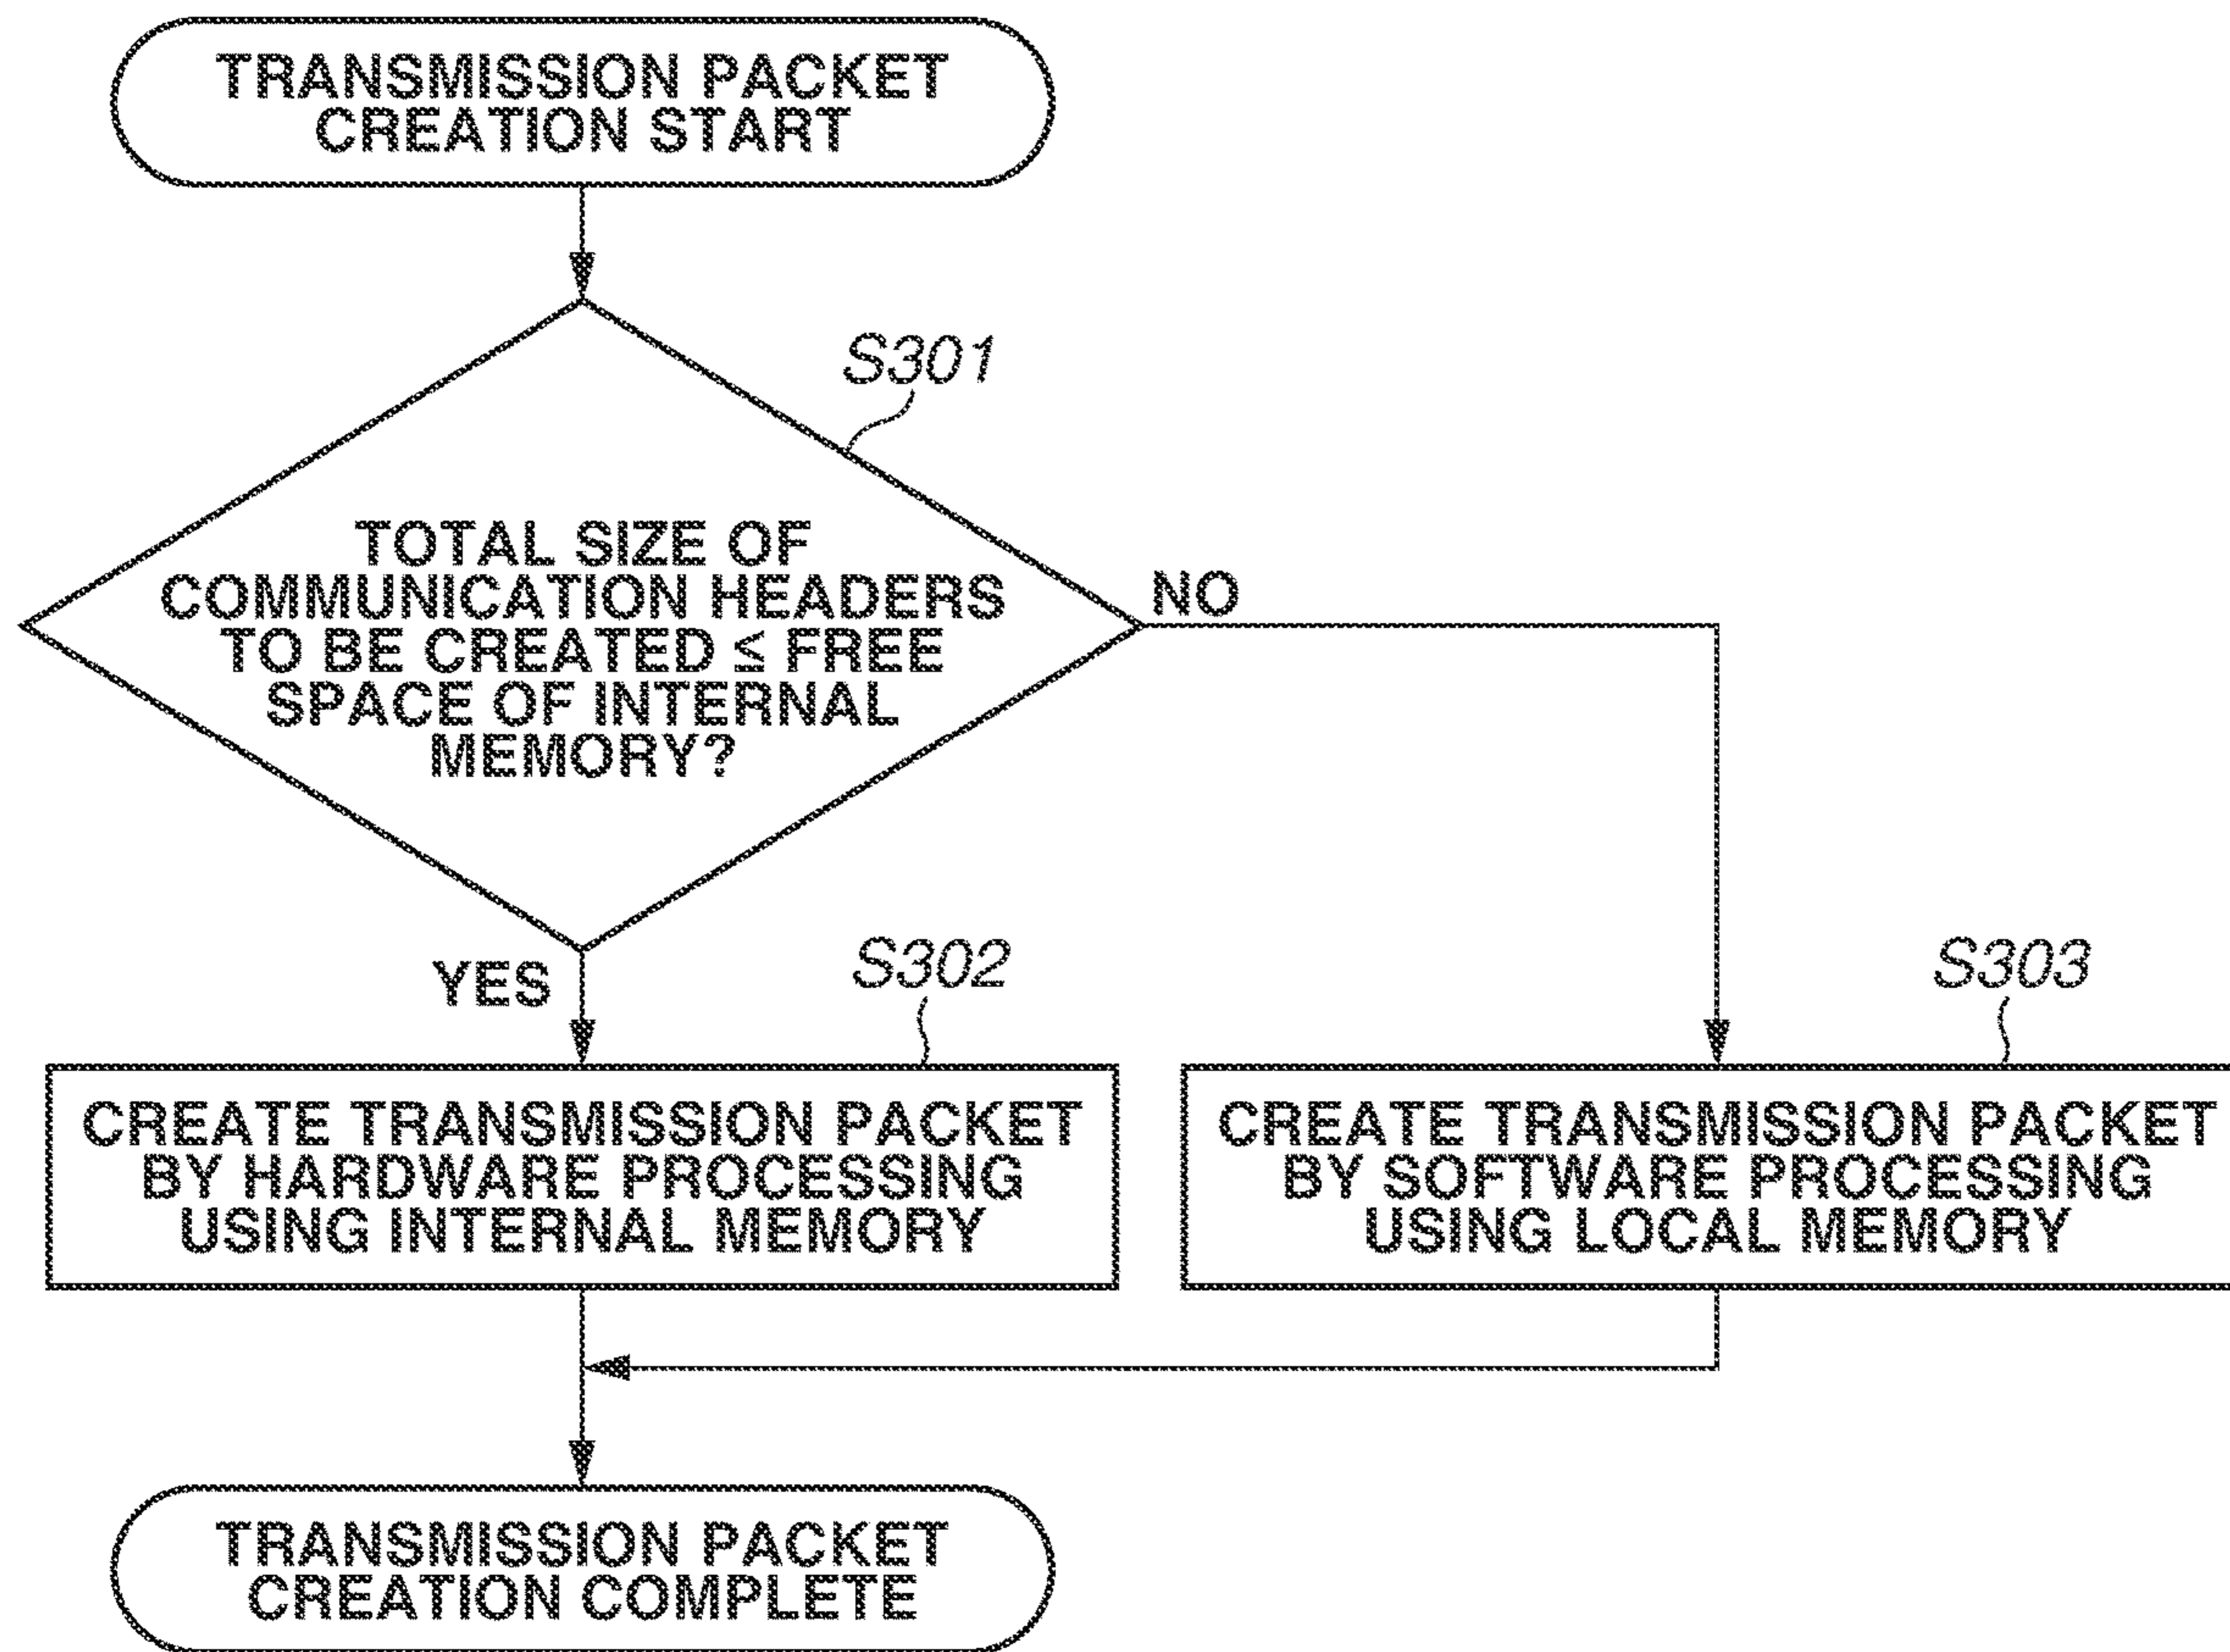 TRANSMISSION PACKET
CREATION START
S301
TOTAL SIZE OF
COMMUNICATION HEADERS
TO BE CREATED ≤ FREE
SPACE OF INTERNAL
MEMORY?
NO
YES
S302
CREATE TRANSMISSION PACKET
BY HARDWARE PROCESSING
USING INTERNAL MEMORY
S303
CREATE TRANSMISSION PACKET
BY SOFTWARE PROCESSING
USING LOCAL MEMORY
TRANSMISSION PACKET
CREATION COMPLETE